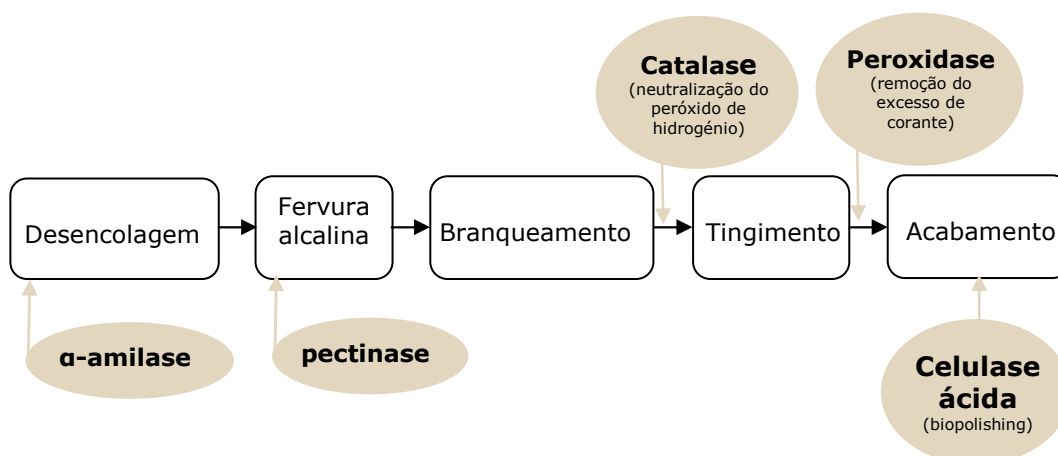 Catalase
(neutralização do
peróxido de
hidrogénio)
Peroxidase
(remoção do
excesso de
corante)
Desencolagem
Fervura
alcalina
Branqueamento
Tingimento
Acabamento
α-amilase
pectinase
Celulase
ácida
(biopolishing)